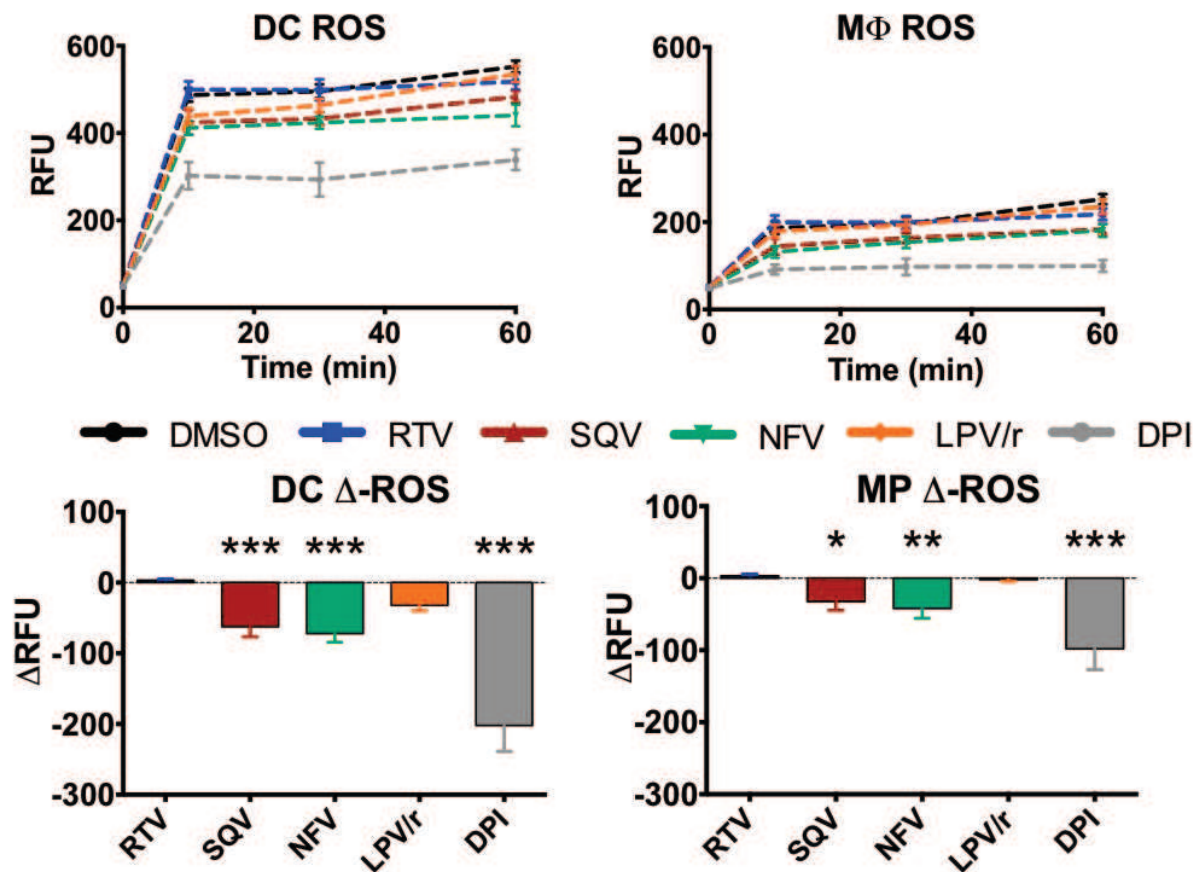 DC ROS
600
400
200
0
RFU
0 20 40 60
Time (min)
MΦ ROS
600
400
200
0
RFU
0 20 40 60
Time (min)
DMSO RTV SQV NFV LPV/r DPI
DC Δ-ROS
100
0
-100
-200
-300
ΔRFU
*** *** ***
RTV SQV NFV LPV/r DPI
MP Δ-ROS
100
0
-100
-200
-300
ΔRFU
* ** ***
RTV SQV NFV LPV/r DPI